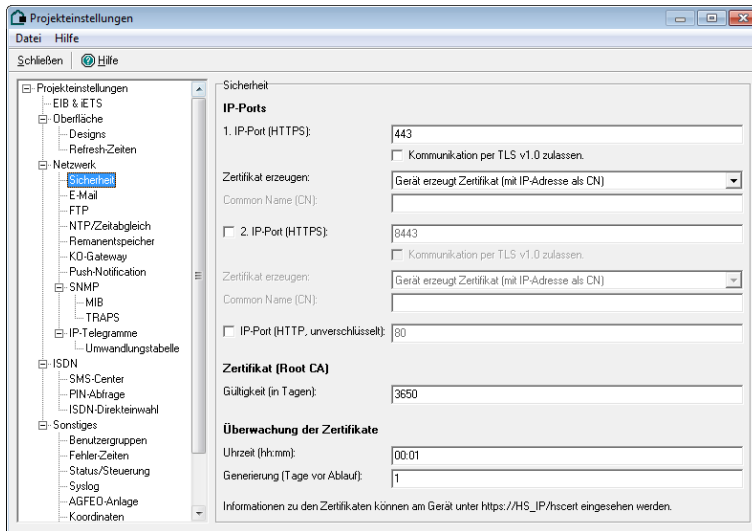 Projekteinstellungen
Datei Hilfe
Schließen Hilfe
Projekteinstellungen
EIB & iETS
Oberfläche
Designs
Refresh-Zeiten
Netzwerk
Sicherheit
E-Mail
FTP
NTP/Zeitabgleich
Remanentspeicher
KO-Gateway
Push-Notification
SNMP
MIB
TRAPS
IP-Telegramme
Umwandlungstabelle
ISDN
SMS-Center
PIN-Abfrage
ISDN-Direkteinwahl
Sonstiges
Benutzergruppen
Fehler-Zeiten
Status/Steuerung
Syslog
AGFEO-Anlage
Koordinaten
Sicherheit
IP-Ports
1. IP-Port (HTTPS): 443
Kommunikation per TLS v1.0 zulassen.
Zertifikat erzeugen: Gerät erzeugt Zertifikat (mit IP-Adresse als CN)
Common Name (CN):
2. IP-Port (HTTPS): 8443
Kommunikation per TLS v1.0 zulassen.
Zertifikat erzeugen: Gerät erzeugt Zertifikat (mit IP-Adresse als CN)
Common Name (CN):
IP-Port (HTTP, unverschlüsselt): 80
Zertifikat (Root CA)
Gültigkeit (in Tagen): 3650
Überwachung der Zertifikate
Uhrzeit (hh:mm): 00:01
Generierung (Tage vor Ablauf): 1
Informationen zu den Zertifikaten können am Gerät unter https://HS_IP/hscert eingesehen werden.